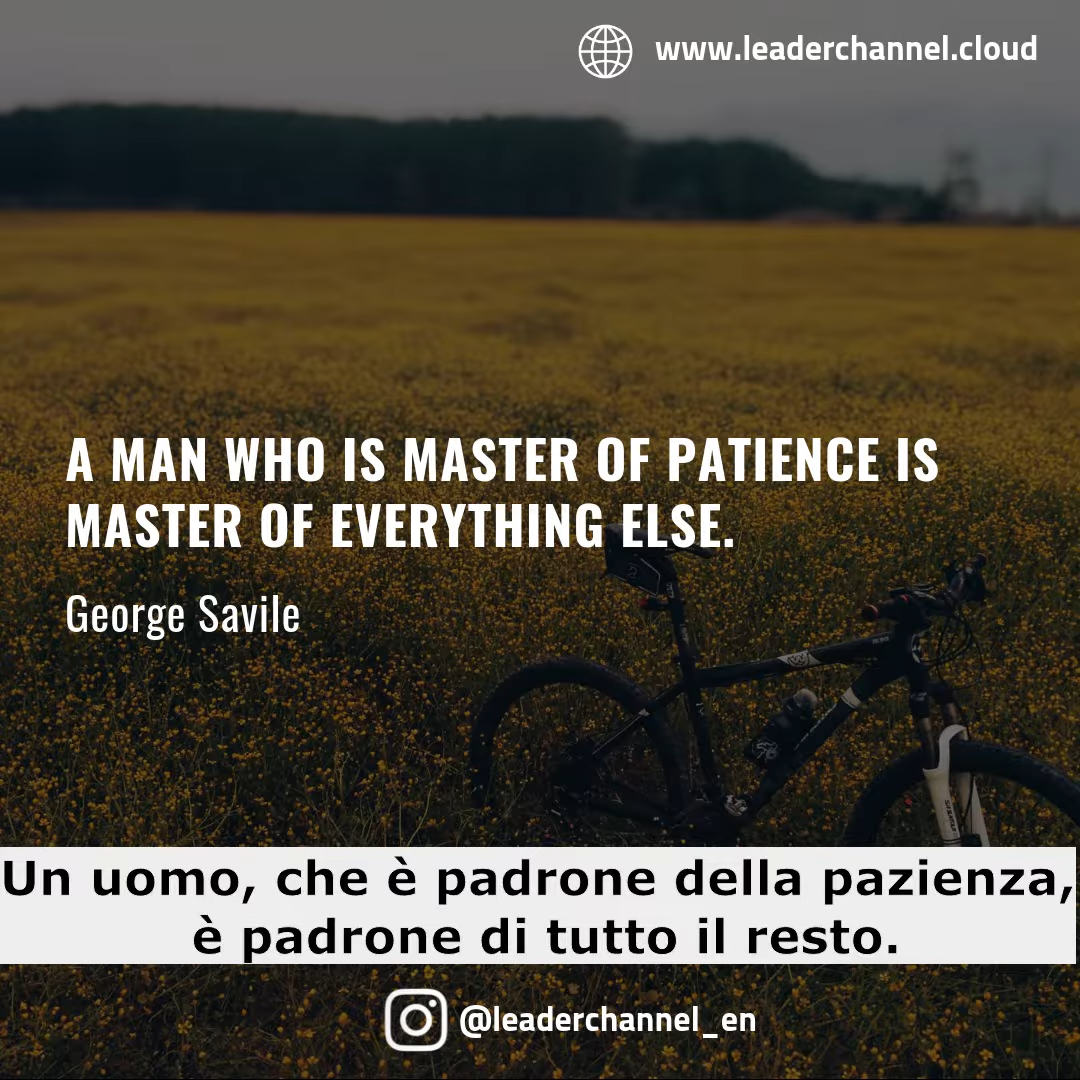 www.leaderchannel.cloud
A MAN WHO IS MASTER OF PATIENCE IS
MASTER OF EVERYTHING ELSE.
George Savile
Un uomo, che è padrone della pazienza,
è padrone di tutto il resto.
@leaderchannel_en